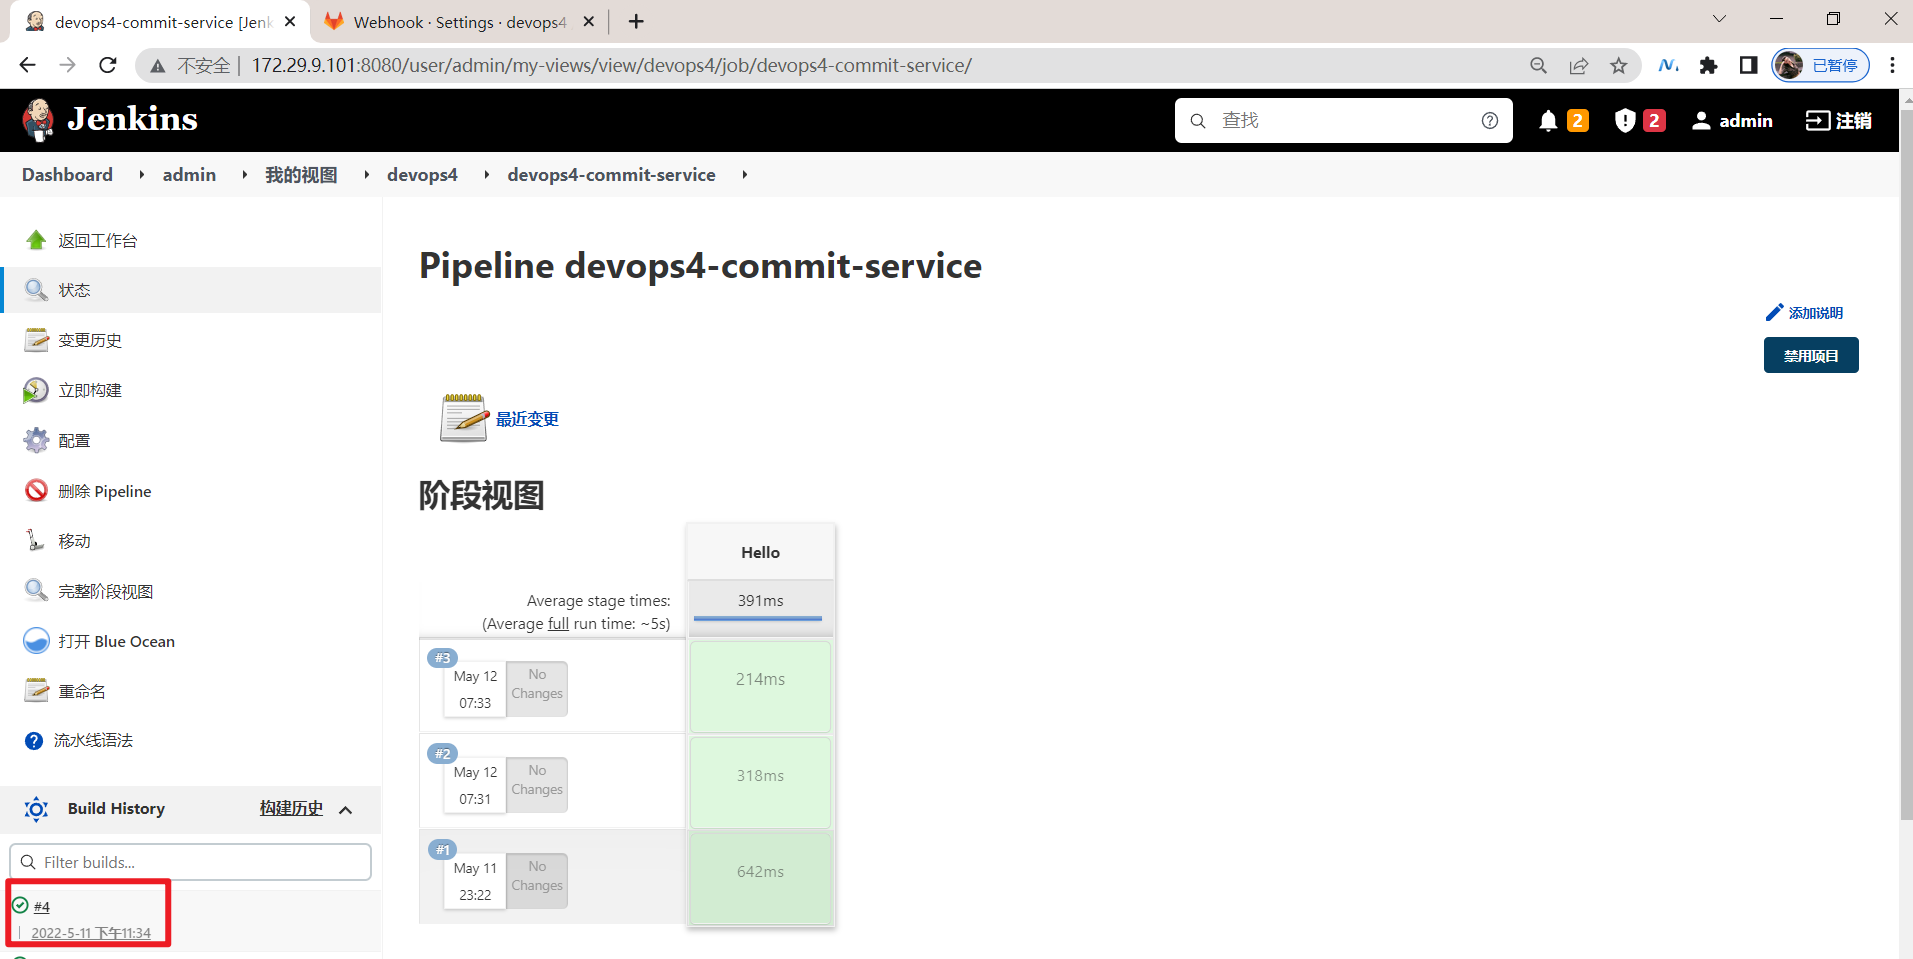 devops4-commit-service [Jenk
Webhook · Settings · devops4
不安全 | 172.29.9.101:8080/user/admin/my-views/view/devops4/job/devops4-commit-service/
已暂停
Jenkins
查找
2
2
admin
注销
Dashboard
admin
我的视图
devops4
devops4-commit-service
返回工作台
状态
变更历史
立即构建
配置
删除 Pipeline
移动
完整阶段视图
打开 Blue Ocean
重命名
流水线语法
Build History
构建历史
Filter builds...
#4
2022-5-11 下午11:34
Pipeline devops4-commit-service
添加说明
禁用项目
最近变更
阶段视图
Hello
Average stage times:
391ms
(Average full run time: ~5s)
#3
May 12
07:33
No
Changes
214ms
#2
May 12
07:31
No
Changes
318ms
#1
May 11
23:22
No
Changes
642ms